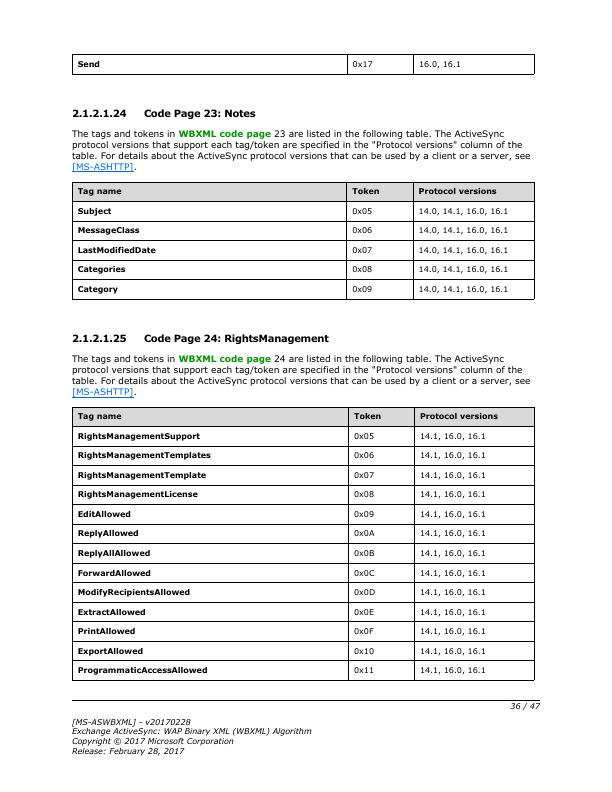 Send 0x17 16.0, 16.1
2.1.2.1.24 Code Page 23: Notes
The tags and tokens in WBXML code page 23 are listed in the following table. The ActiveSync
protocol versions that support each tag/token are specified in the "Protocol versions" column of the
table. For details about the ActiveSync protocol versions that can be used by a client or a server, see
[MS-ASHTTP].
Tag name Token Protocol versions
Subject 0x05 14.0, 14.1, 16.0, 16.1
MessageClass 0x06 14.0, 14.1, 16.0, 16.1
LastModifiedDate 0x07 14.0, 14.1, 16.0, 16.1
Categories 0x08 14.0, 14.1, 16.0, 16.1
Category 0x09 14.0, 14.1, 16.0, 16.1
2.1.2.1.25 Code Page 24: RightsManagement
The tags and tokens in WBXML code page 24 are listed in the following table. The ActiveSync
protocol versions that support each tag/token are specified in the "Protocol versions" column of the
table. For details about the ActiveSync protocol versions that can be used by a client or a server, see
[MS-ASHTTP].
Tag name Token Protocol versions
RightsManagementSupport 0x05 14.1, 16.0, 16.1
RightsManagementTemplates 0x06 14.1, 16.0, 16.1
RightsManagementTemplate 0x07 14.1, 16.0, 16.1
RightsManagementLicense 0x08 14.1, 16.0, 16.1
EditAllowed 0x09 14.1, 16.0, 16.1
ReplyAllowed 0x0A 14.1, 16.0, 16.1
ReplyAllAllowed 0x0B 14.1, 16.0, 16.1
ForwardAllowed 0x0C 14.1, 16.0, 16.1
ModifyRecipientsAllowed 0x0D 14.1, 16.0, 16.1
ExtractAllowed 0x0E 14.1, 16.0, 16.1
PrintAllowed 0x0F 14.1, 16.0, 16.1
ExportAllowed 0x10 14.1, 16.0, 16.1
ProgrammaticAccessAllowed 0x11 14.1, 16.0, 16.1
36 / 47
[MS-ASWBXML] - v20170228
Exchange ActiveSync: WAP Binary XML (WBXML) Algorithm
Copyright © 2017 Microsoft Corporation
Release: February 28, 2017